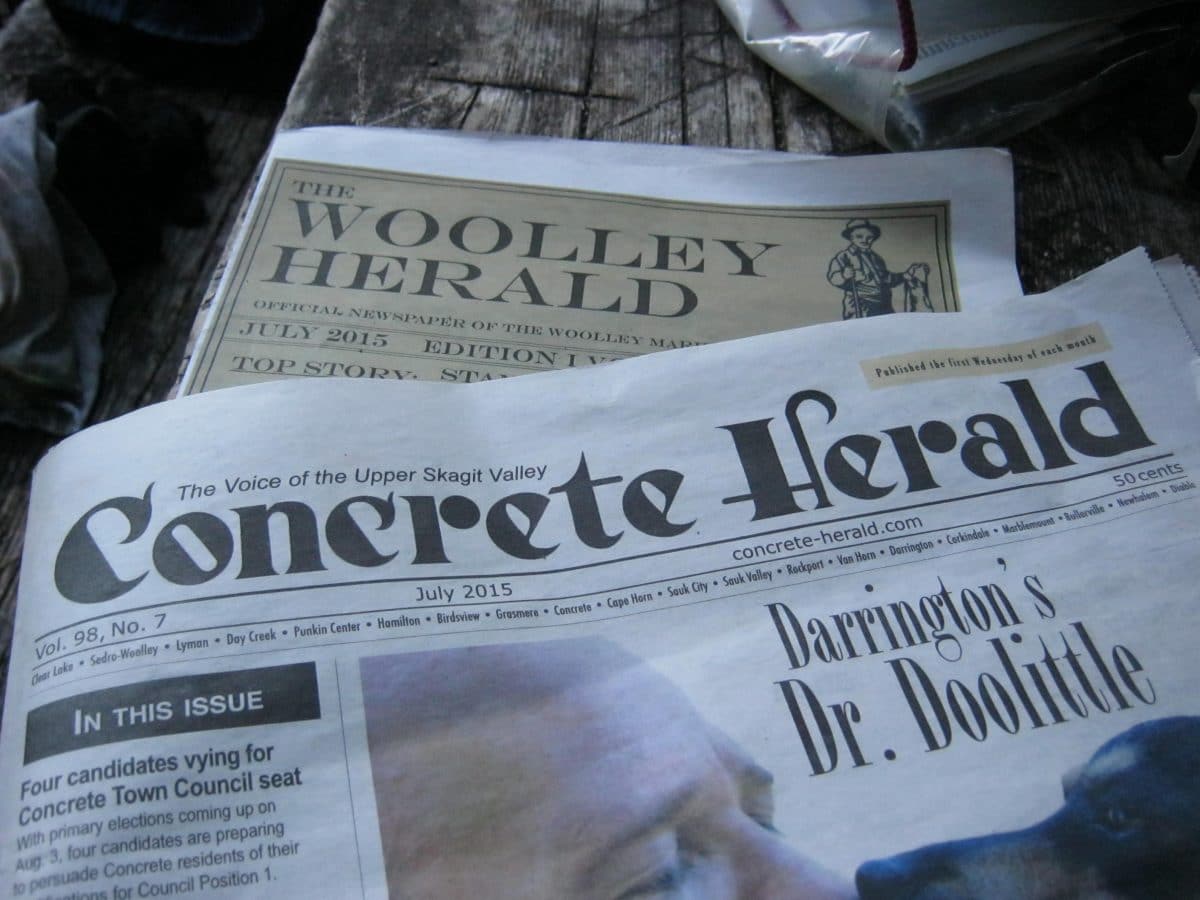 THE
WOOLLEY
HERALD
OFFICIAL NEWSPAPER OF THE WOOLLEY
JULY 2015 EDITION
TOP STORY:
Published the first Wednesday of each month
The Voice of the Upper Skagit Valley
Concrete Herald
50 cents
concrete-herald.com
July 2015
Vol. 98, No. 7
Clear Lake • Sedro-Woolley • Lyman • Day Creek • Punkin Center • Hamilton • Birdsview • Grasmere • Concrete • Cape Horn • Sauk City • Sauk Valley • Rockport • Van Horn • Darrington • Corkindale • Marblemount • Bullerville • Newhalem • Diablo
Darrington's
Dr. Doolittle
IN THIS ISSUE
Four candidates vying for
Concrete Town Council seat
With primary elections coming up on
Aug. 3, four candidates are preparing
to persuade Concrete residents of their
for Council Position 1.